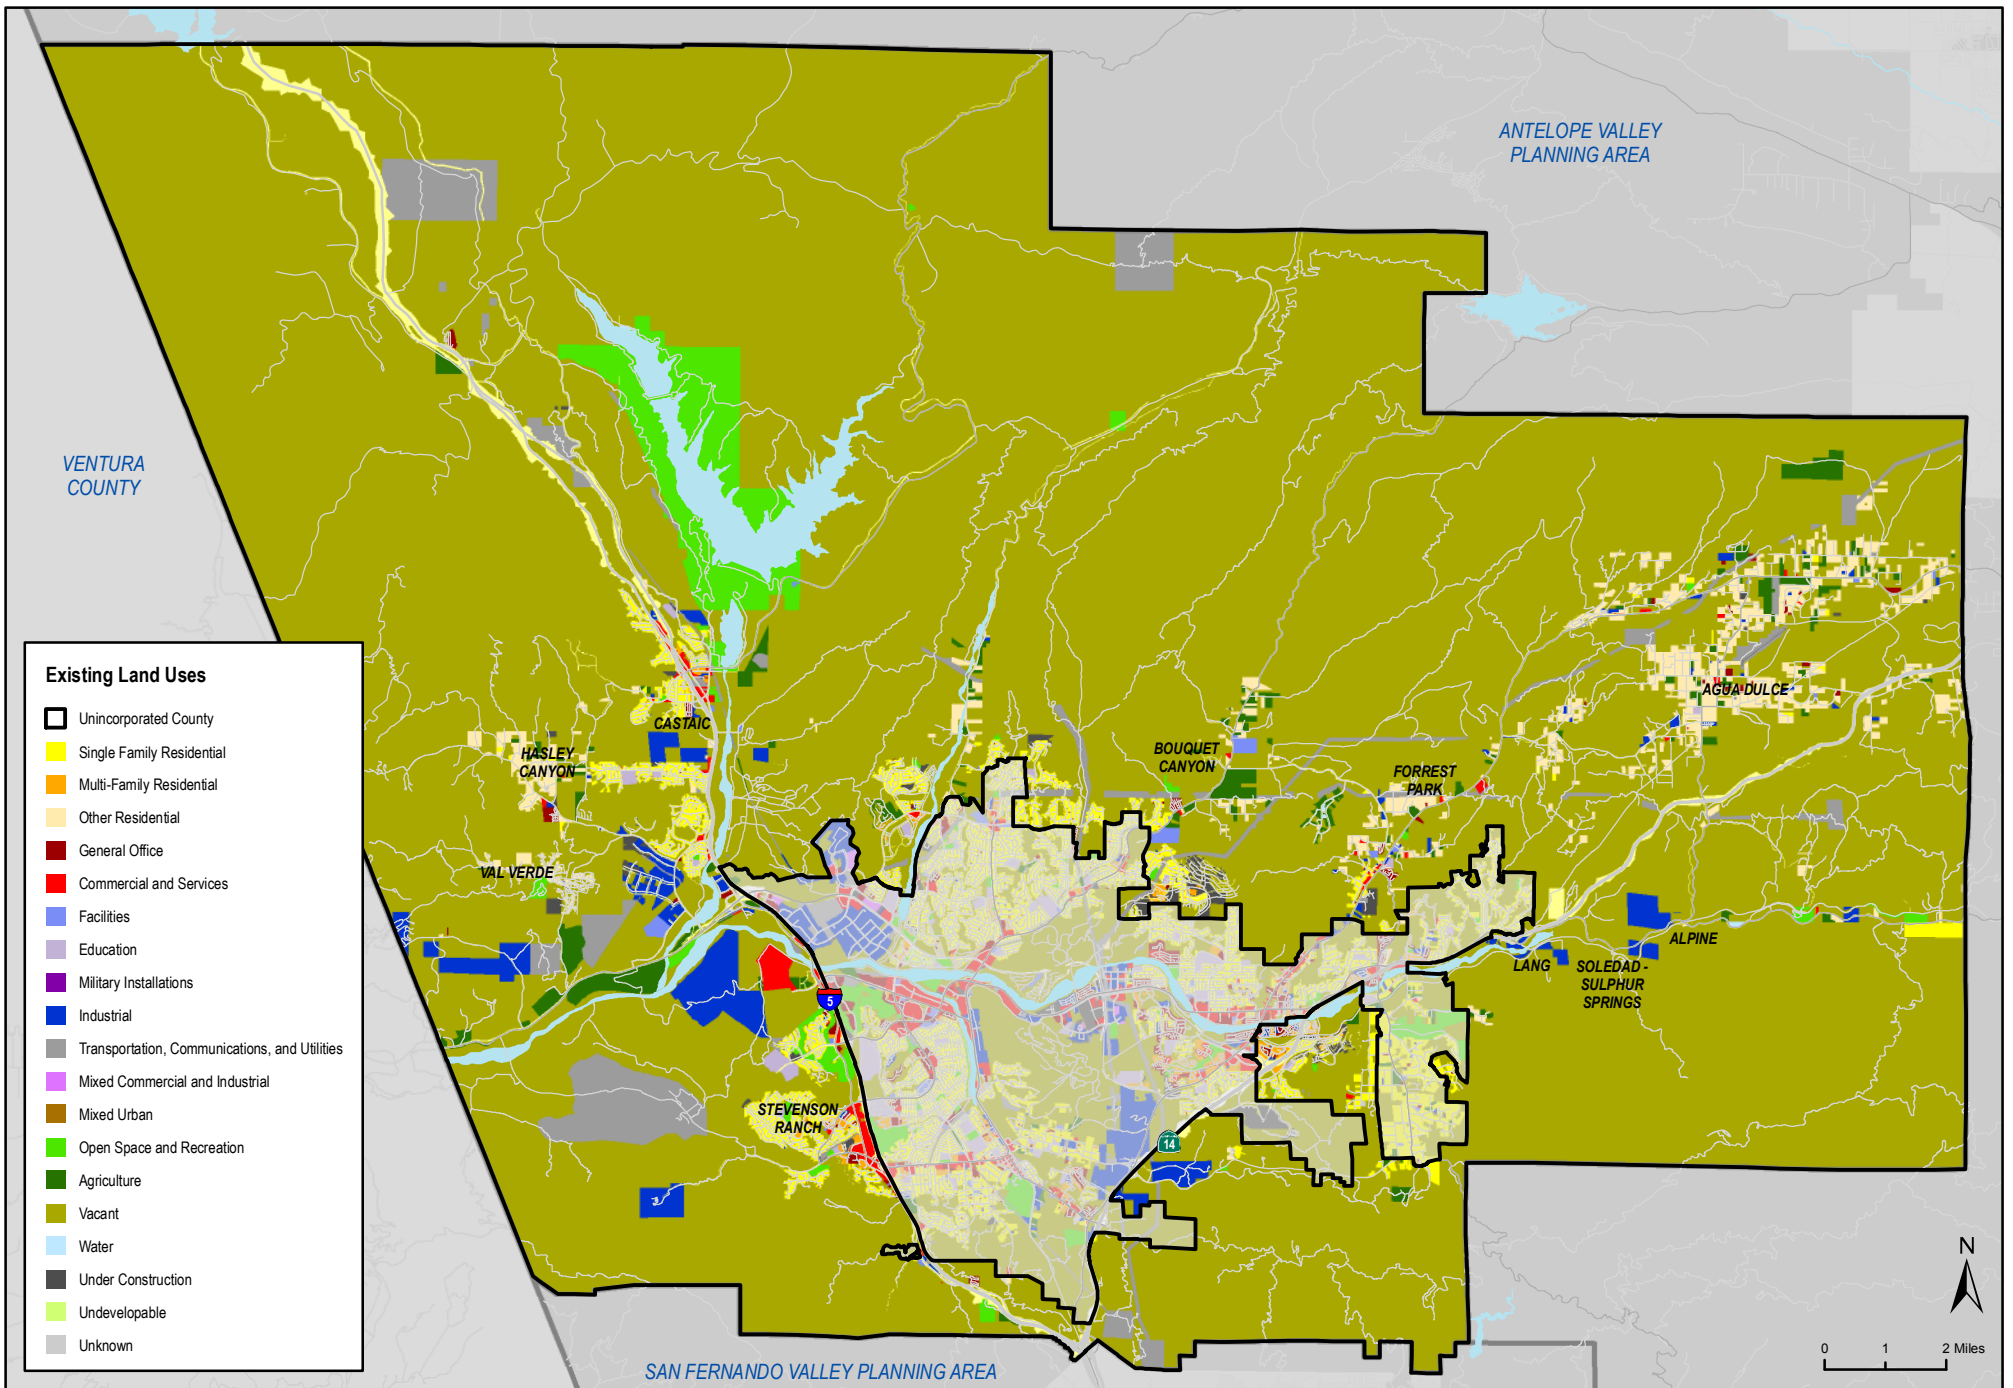 ANTELOPE VALLEY
PLANNING AREA
VENTURA
COUNTY
CASTAIC
HASLEY
CANYON
VAL VERDE
BOUQUET
CANYON
FORREST
PARK
AGUA DULCE
ALPINE
LANG
SOLEDAD -
SULPHUR
SPRINGS
5
14
STEVENSON
RANCH
SAN FERNANDO VALLEY PLANNING AREA
Existing Land Uses
Unincorporated County
Single Family Residential
Multi-Family Residential
Other Residential
General Office
Commercial and Services
Facilities
Education
Military Installations
Industrial
Transportation, Communications, and Utilities
Mixed Commercial and Industrial
Mixed Urban
Open Space and Recreation
Agriculture
Vacant
Water
Under Construction
Undevelopable
Unknown
N
0 1 2 Miles